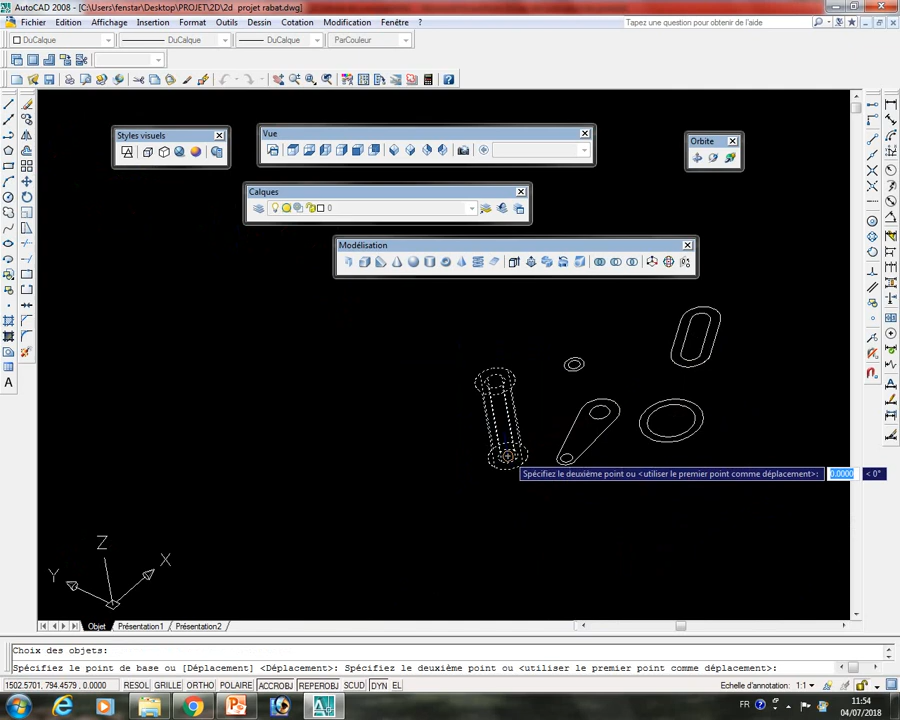 AutoCAD 2008 - [C:\Users\fenstar\Desktop\PROJET\2D\2d projet rabat.dwg]
Fichier Edition Affichage Insertion Format Outils Dessin Cotation Modification Fenêtre ?
Tapez une question pour obtenir de l'aide
DuCalque DuCalque DuCalque ParCouleur
Styles visuels
Vue
Orbite
Calques
0
Modélisation
Spécifiez le deuxième point ou <utiliser le premier point comme déplacement>: 0.0000 < 0°
Z
Y X
Objet Présentation1 Présentation2
Choix des objets:
Spécifiez le point de base ou [Déplacement] <Déplacement>: Spécifiez le deuxième point ou <utiliser le premier point comme déplacement>:
1502.5701, 794.4579, 0.0000 RESOL GRILLE ORTHO POLAIRE ACCROBJ REPEROBJ SCUD DYN EL Echelle d'annotation: 1:1
FR 11:54
04/07/2018